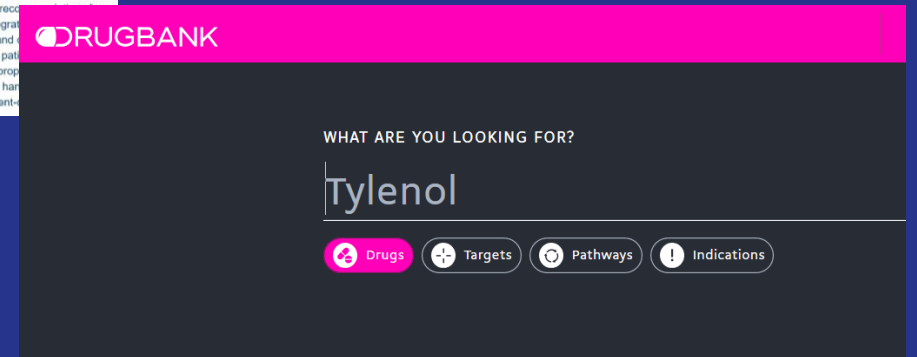 DRUGBANK
WHAT ARE YOU LOOKING FOR?
Tylenol
Drugs
Targets
Pathways
Indications